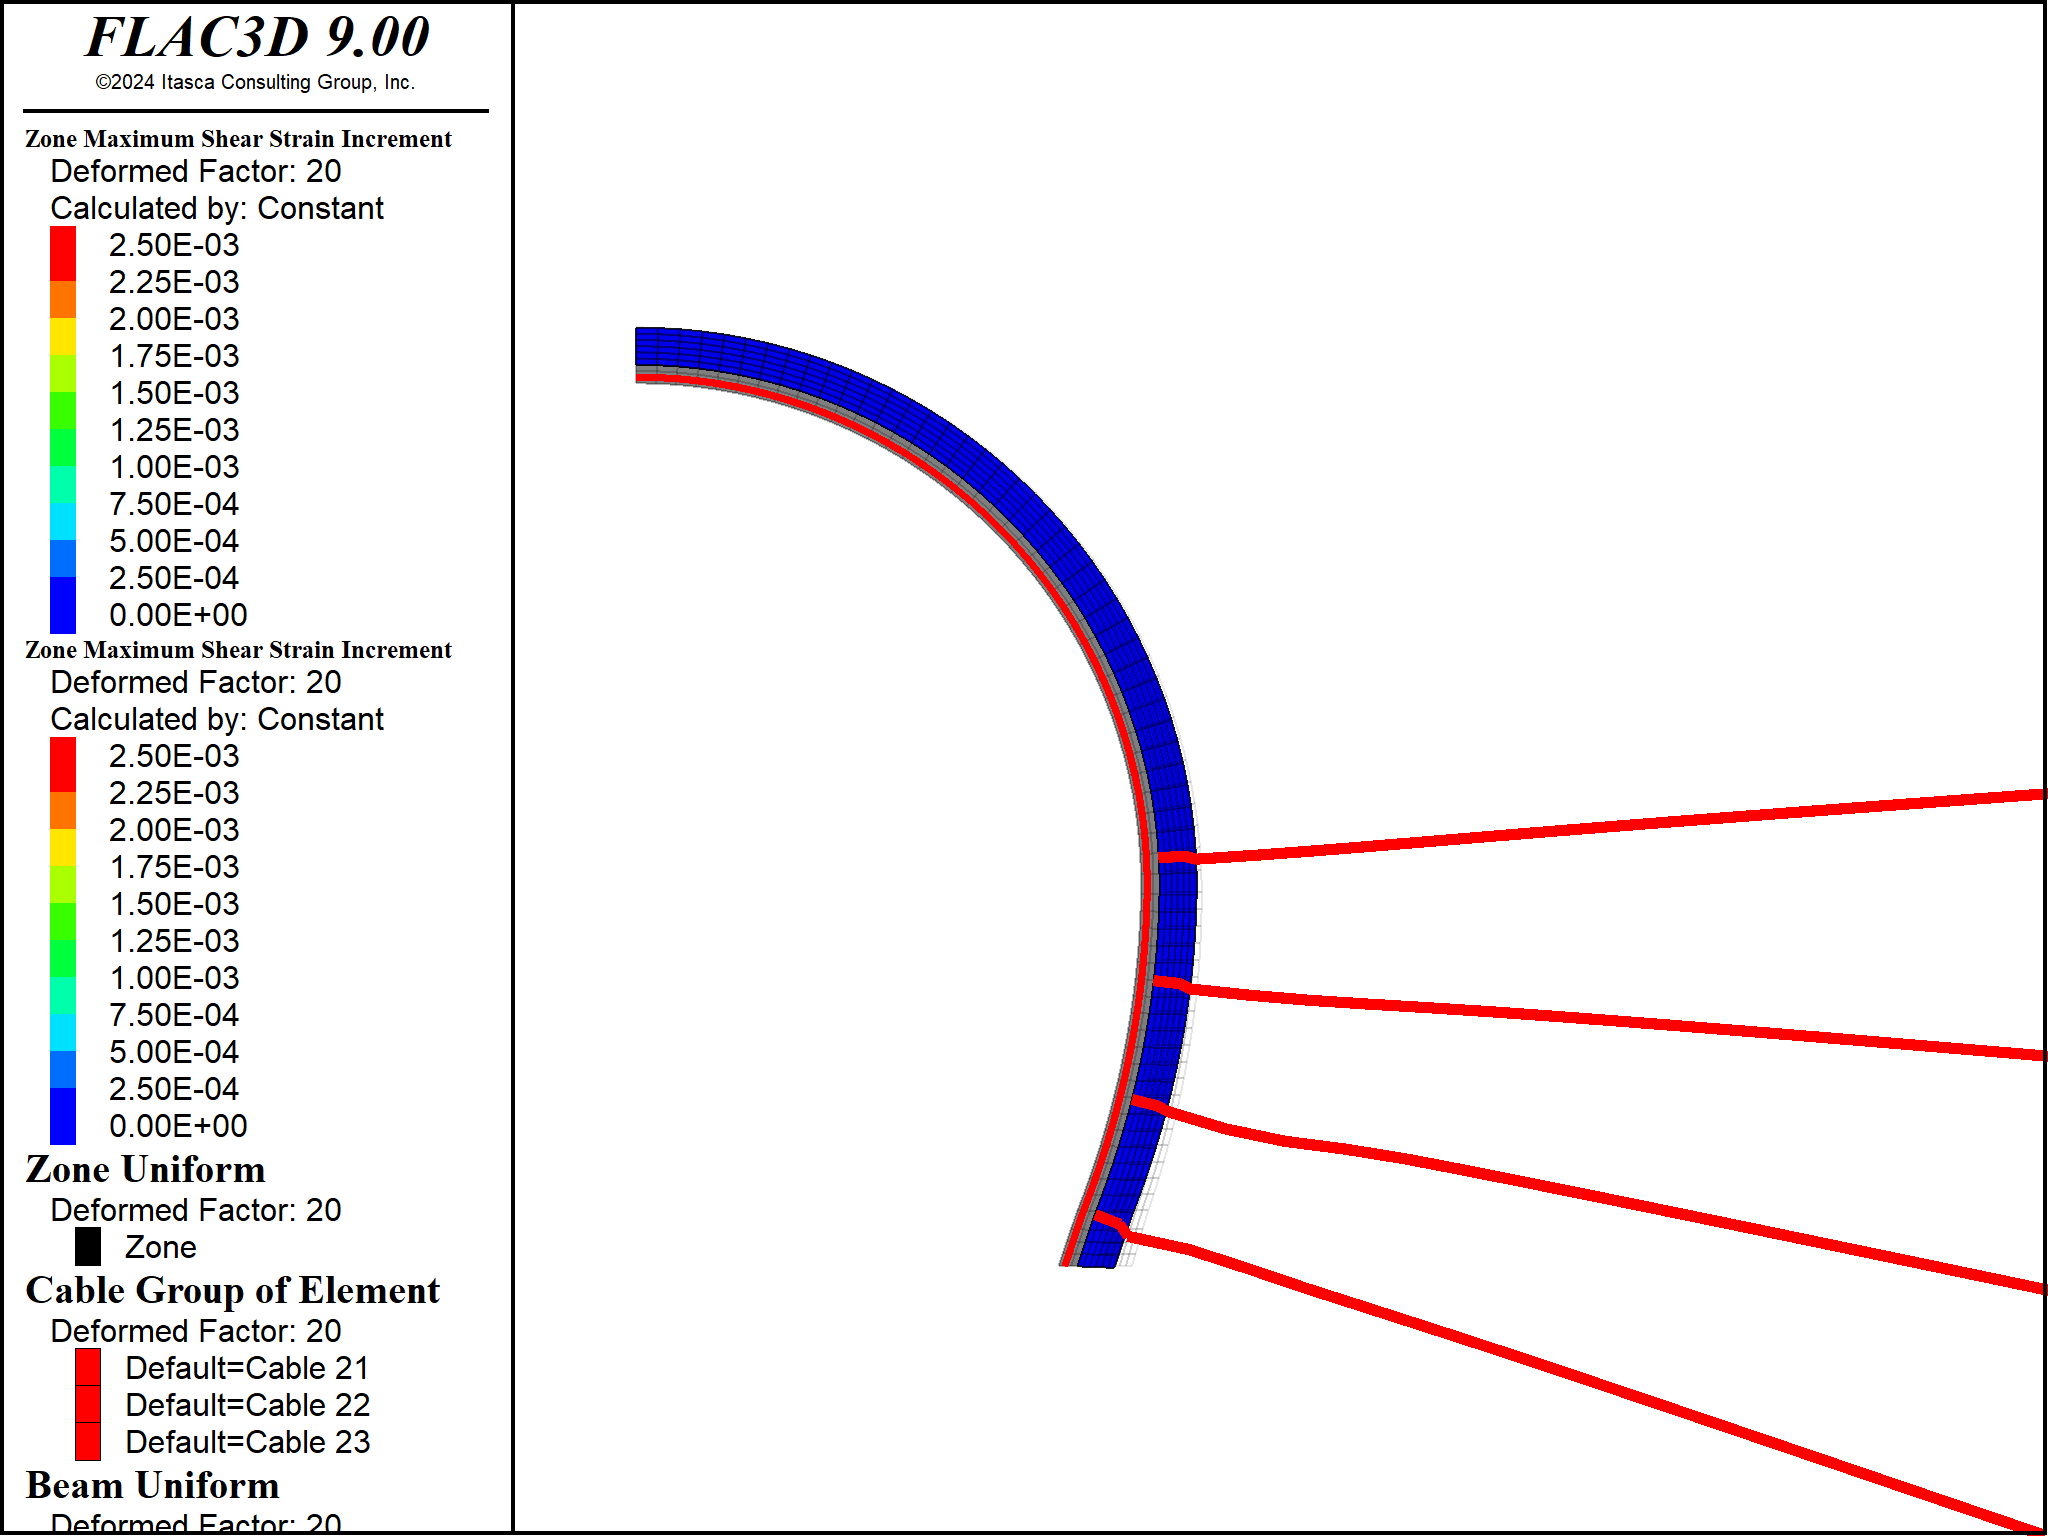 FLAC3D 9.00
©2024 Itasca Consulting Group, Inc.
Zone Maximum Shear Strain Increment
Deformed Factor: 20
Calculated by: Constant
2.50E-03
2.25E-03
2.00E-03
1.75E-03
1.50E-03
1.25E-03
1.00E-03
7.50E-04
5.00E-04
2.50E-04
0.00E+00
Zone Maximum Shear Strain Increment
Deformed Factor: 20
Calculated by: Constant
2.50E-03
2.25E-03
2.00E-03
1.75E-03
1.50E-03
1.25E-03
1.00E-03
7.50E-04
5.00E-04
2.50E-04
0.00E+00
Zone Uniform
Deformed Factor: 20
Zone
Cable Group of Element
Deformed Factor: 20
Default=Cable 21
Default=Cable 22
Default=Cable 23
Beam Uniform
Deformed Factor: 20